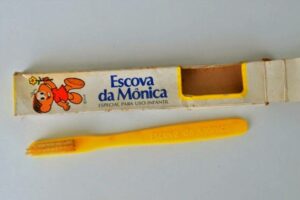 Escova
da Mônica
ESPECIAL PARA USO INFANTIL